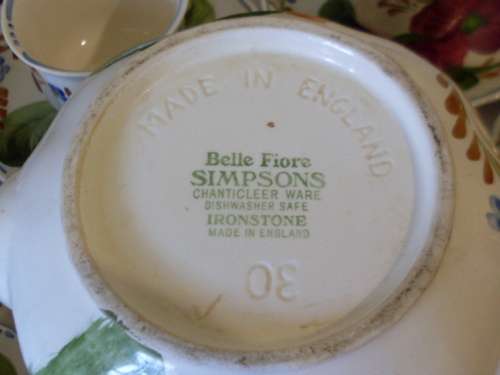 MADE IN ENGLAND
Belle Fiore
SIMPSONS
CHANTICLEER WARE
DISHWASHER SAFE
IRONSTONE
MADE IN ENGLAND
30